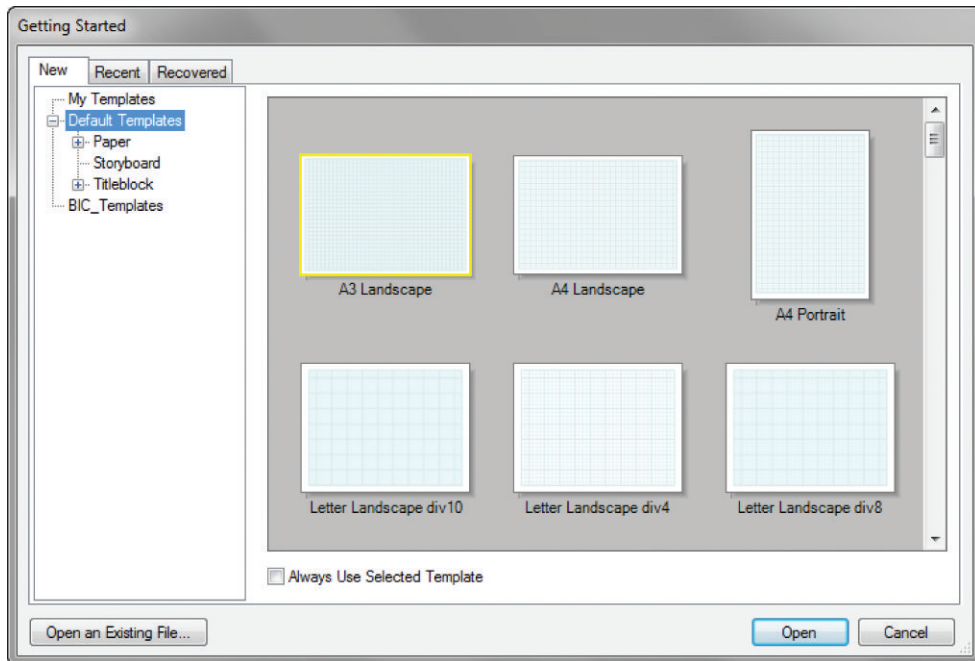 Getting Started
New Recent Recovered
My Templates
Default Templates
Paper
Storyboard
Titleblock
BIC_Templates
A3 Landscape
A4 Landscape
A4 Portrait
Letter Landscape div10
Letter Landscape div4
Letter Landscape div8
Always Use Selected Template
Open an Existing File...
Open
Cancel